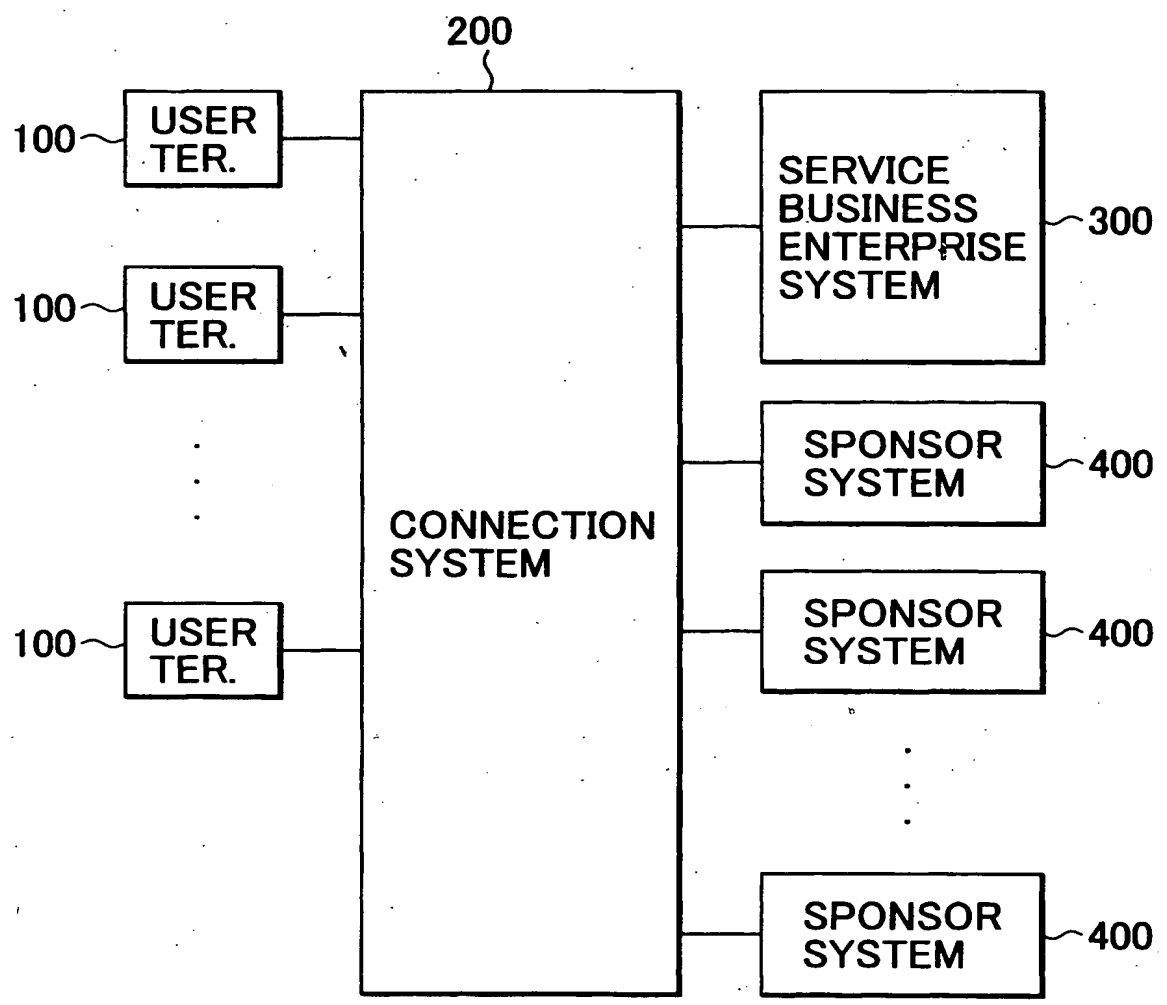 200
100
USER
TER.
100
USER
TER.
100
USER
TER.
CONNECTION
SYSTEM
SERVICE
BUSINESS
ENTERPRISE
SYSTEM
300
SPONSOR
SYSTEM
400
SPONSOR
SYSTEM
400
SPONSOR
SYSTEM
400